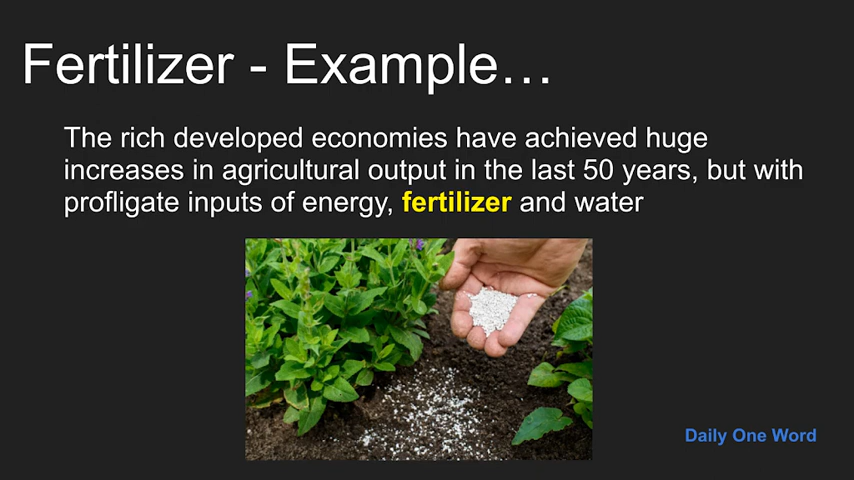 Fertilizer - Example…
The rich developed economies have achieved huge
increases in agricultural output in the last 50 years, but with
profligate inputs of energy, fertilizer and water
Daily One Word